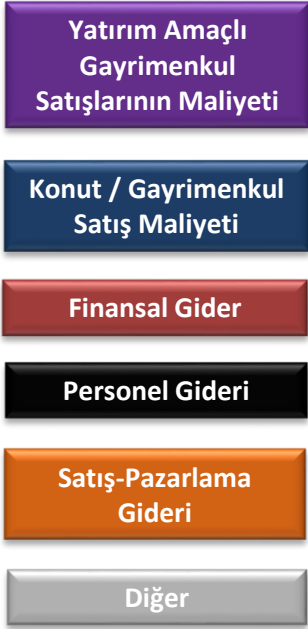 Yatırım Amaçlı
Gayrimenkul
Satışlarının Maliyeti
Konut / Gayrimenkul
Satış Maliyeti
Finansal Gider
Personel Gideri
Satış-Pazarlama
Gideri
Diğer